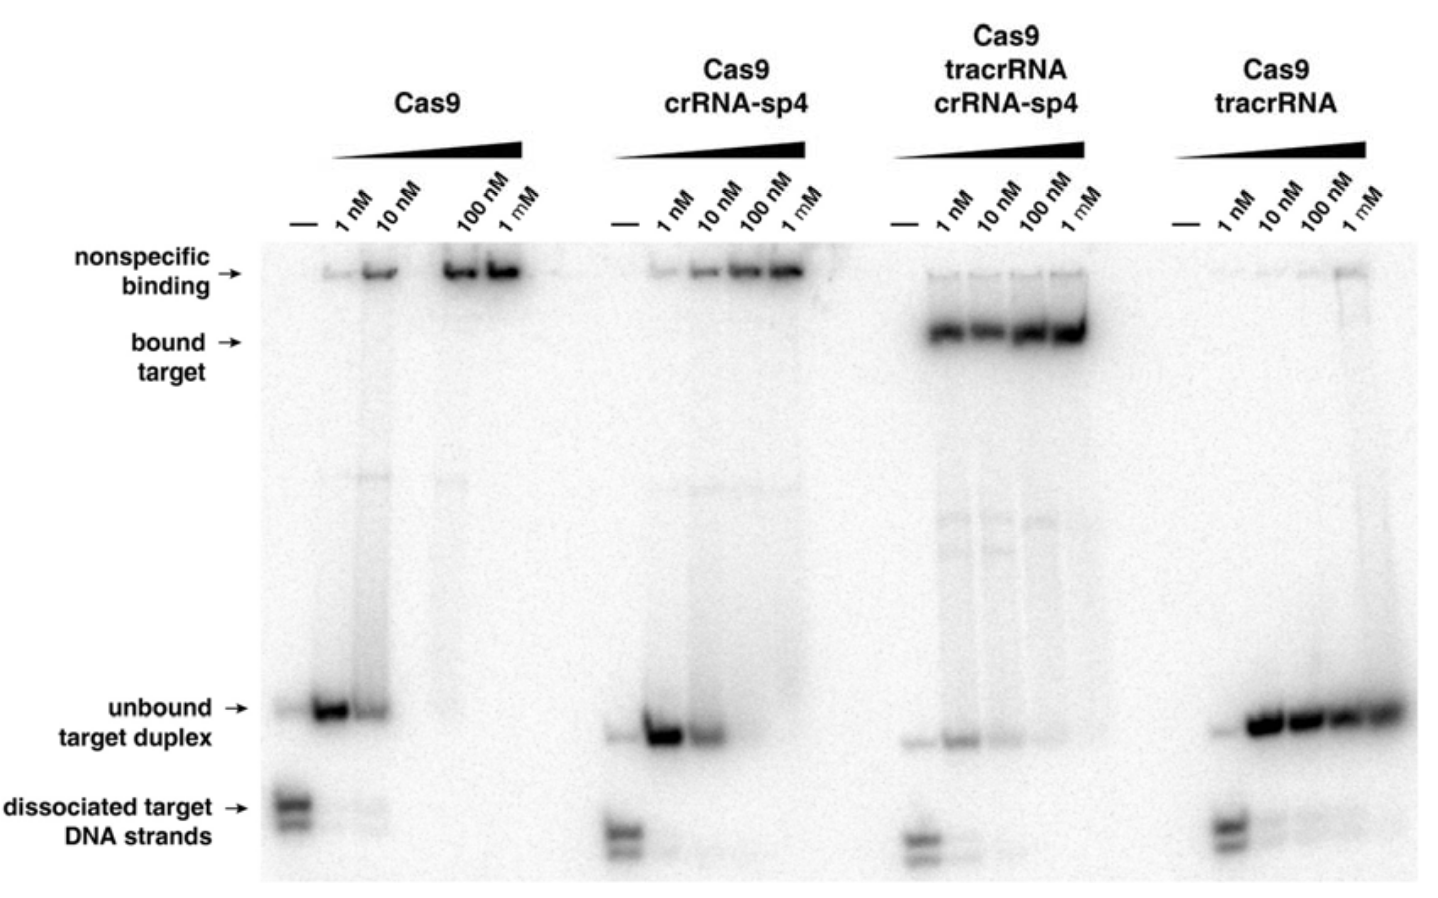 Cas9
Cas9
crRNA-sp4
Cas9
tracrRNA
crRNA-sp4
Cas9
tracrRNA
— 1 nM 10 nM 100 nM 1 mM
— 1 nM 10 nM 100 nM 1 mM
— 1 nM 10 nM 100 nM 1 mM
— 1 nM 10 nM 100 nM 1 mM
nonspecific
binding →
bound →
target
unbound →
target duplex
dissociated target →
DNA strands